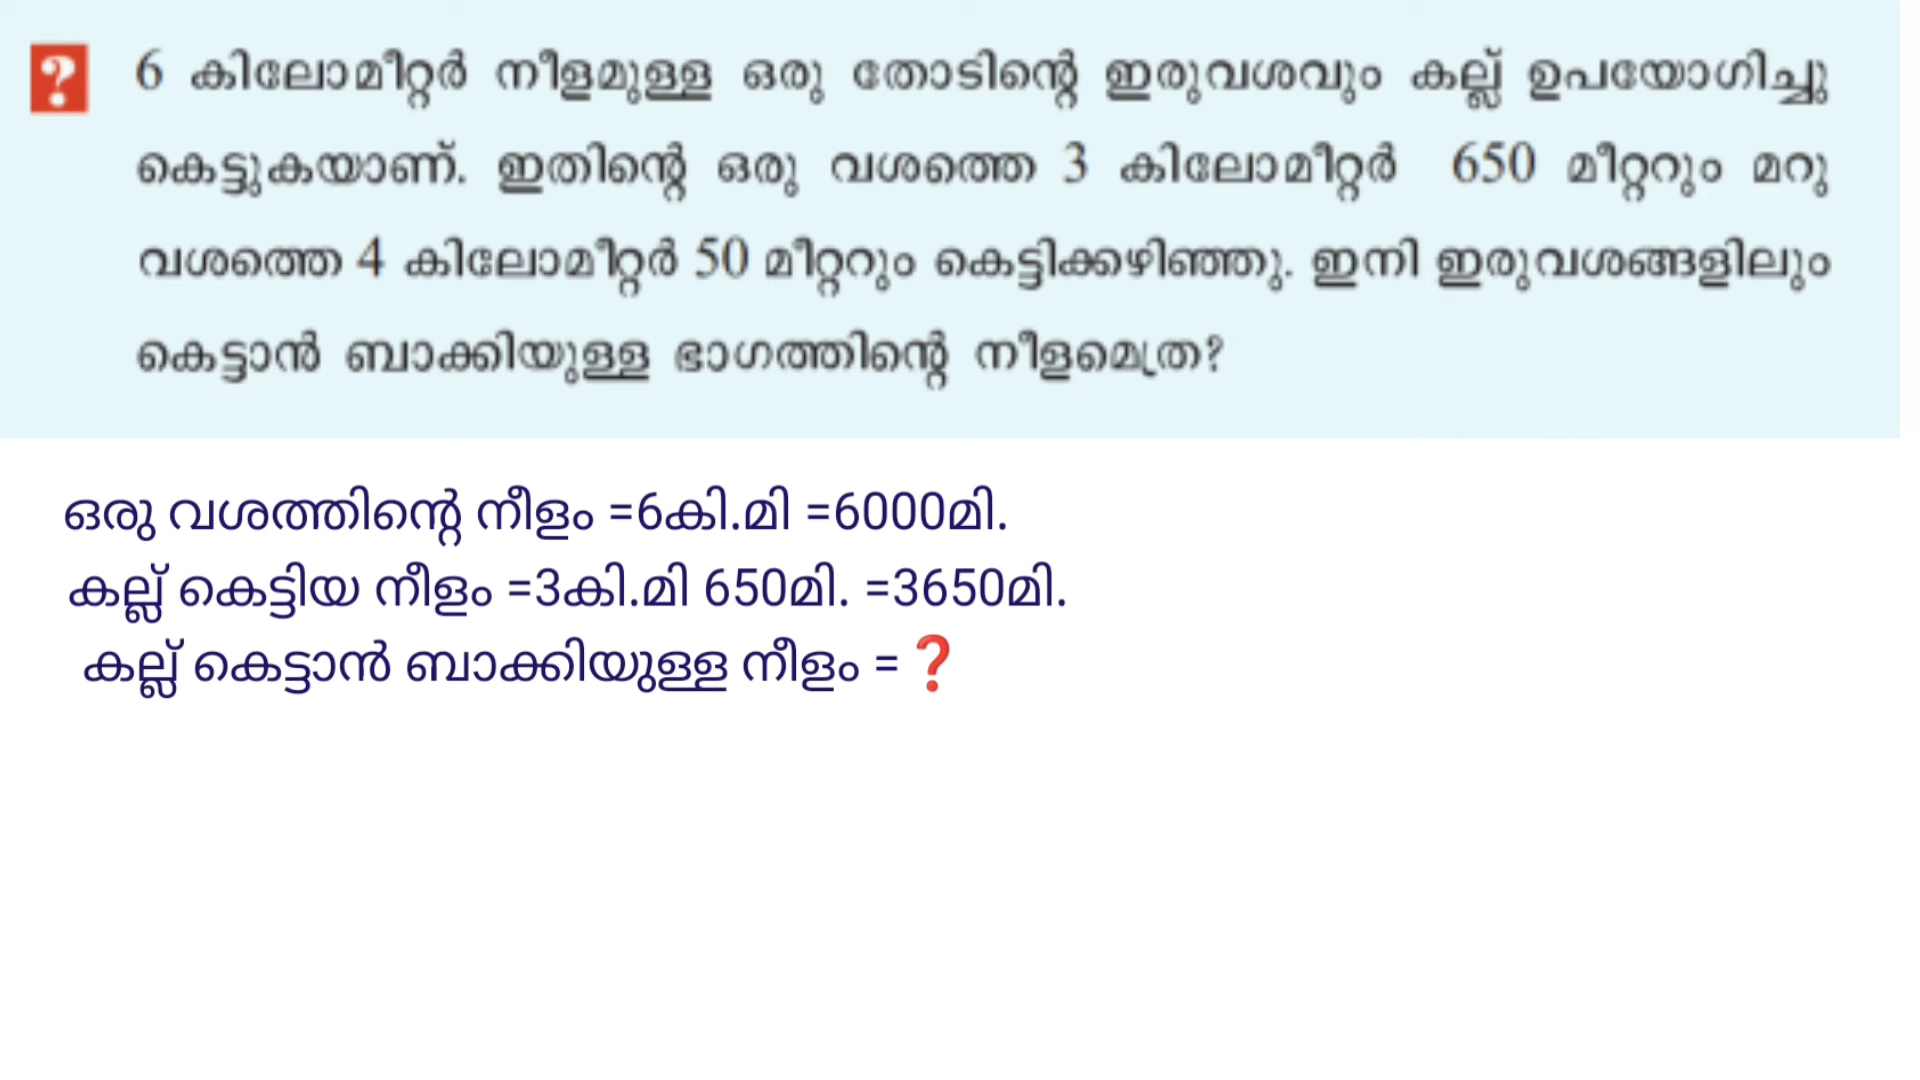 ? 6 കിലോമീറ്റർ നീളമുള്ള ഒരു തോടിന്റെ ഇരുവശവും കല്ല് ഉപയോഗിച്ചു
കെട്ടുകയാണ്. ഇതിന്റെ ഒരു വശത്തെ 3 കിലോമീറ്റർ 650 മീറ്ററും മറു
വശത്തെ 4 കിലോമീറ്റർ 50 മീറ്ററും കെട്ടിക്കഴിഞ്ഞു. ഇനി ഇരുവശങ്ങളിലും
കെട്ടാൻ ബാക്കിയുള്ള ഭാഗത്തിന്റെ നീളമെത്ര?
ഒരു വശത്തിന്റെ നീളം =6കി.മി =6000മി.
കല്ല് കെട്ടിയ നീളം =3കി.മി 650മി. =3650മി.
കല്ല് കെട്ടാൻ ബാക്കിയുള്ള നീളം = ❓